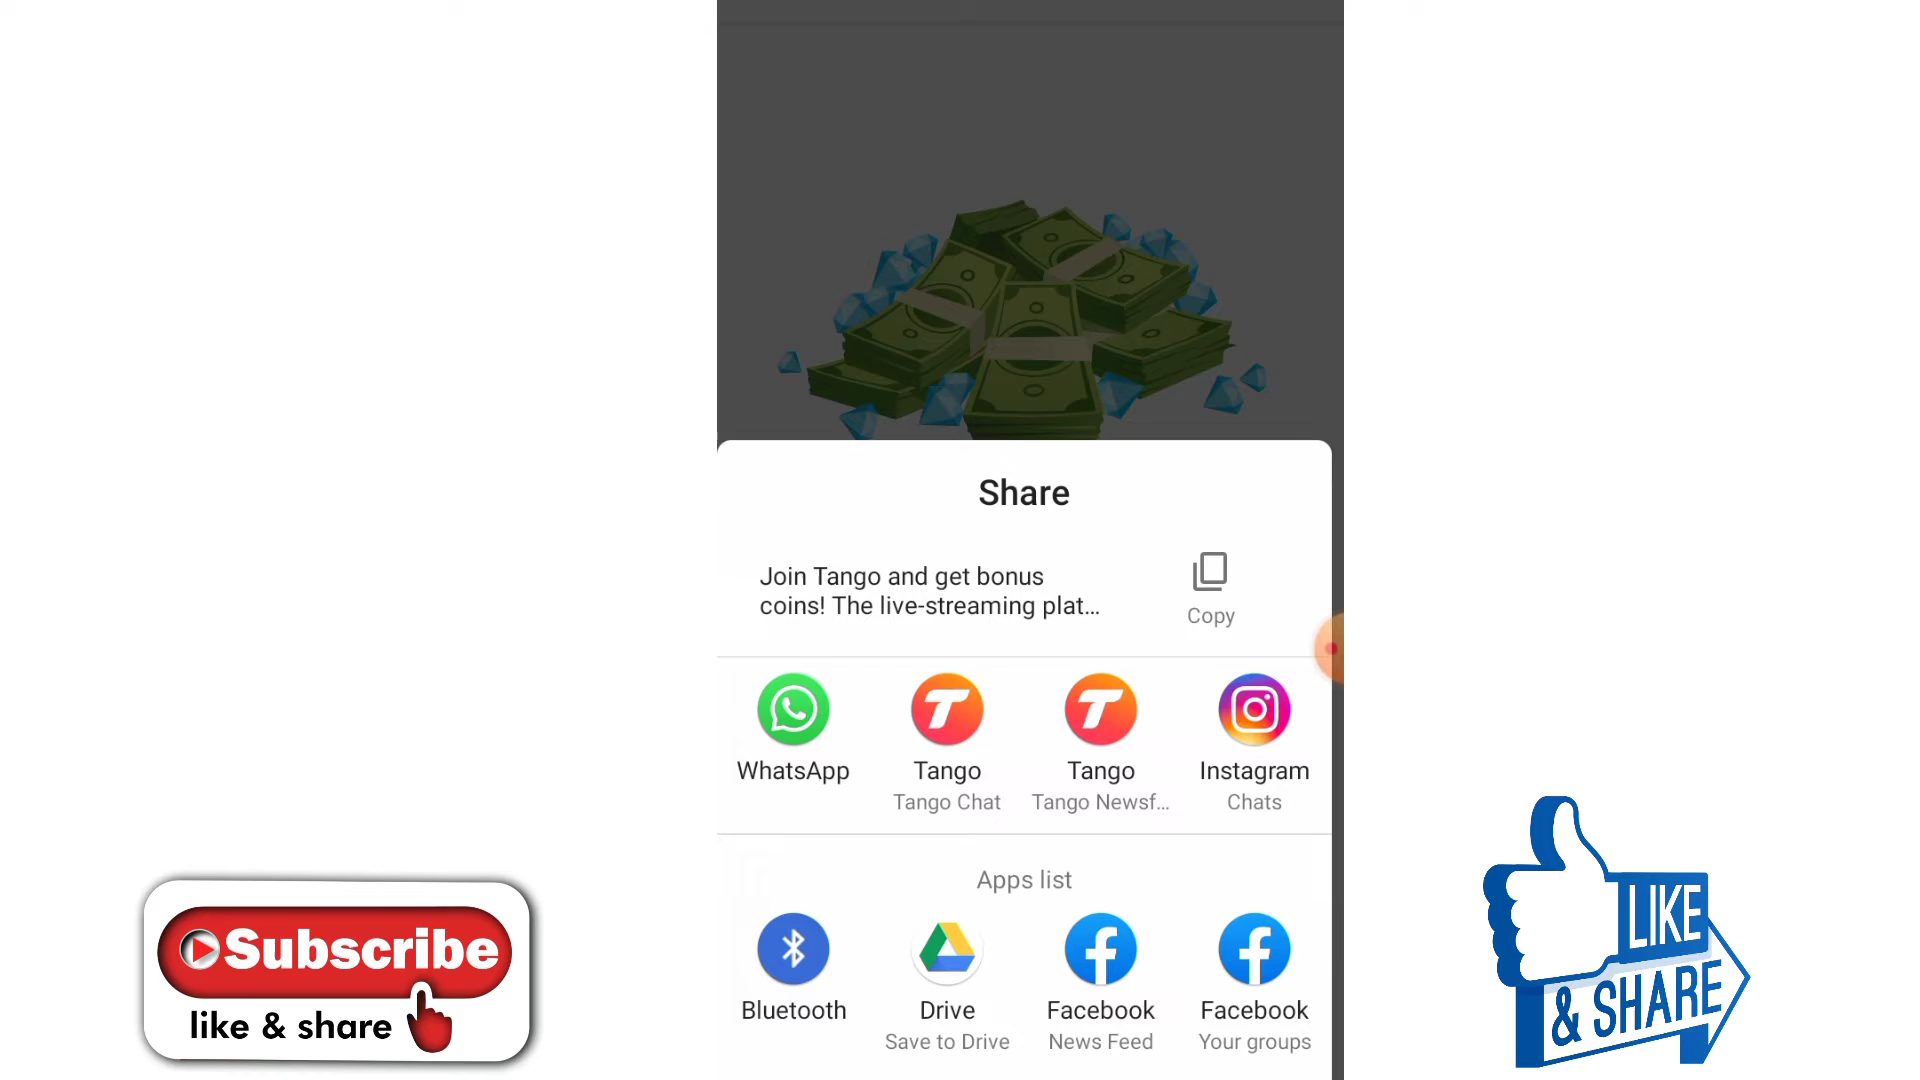 Share
Join Tango and get bonus
coins! The live-streaming plat...
Copy
WhatsApp
Tango
Tango Chat
Tango
Tango Newsf...
Instagram
Chats
Apps list
Bluetooth
Drive
Save to Drive
Facebook
News Feed
Facebook
Your groups
Subscribe
like & share
LIKE
& SHARE